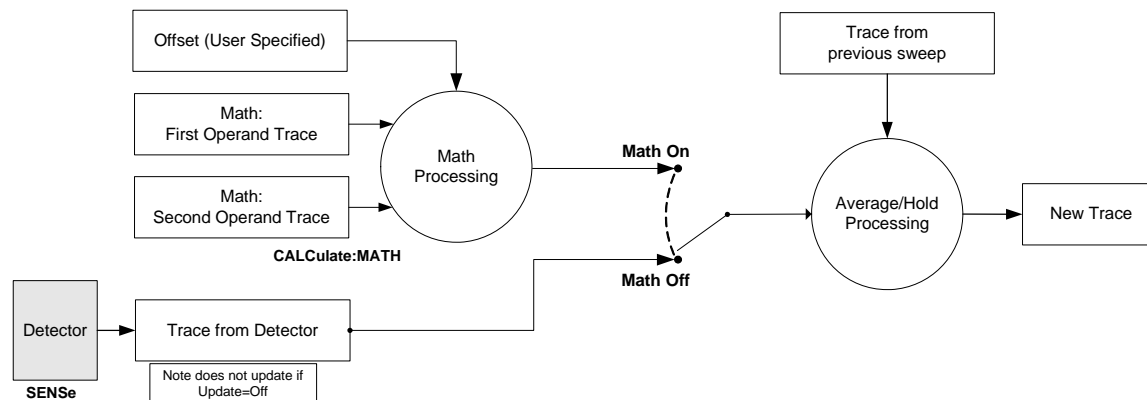 Offset (User Specified)
Math:
First Operand Trace
Math:
Second Operand Trace
CALCulate:MATH
Math
Processing
Math On
Math Off
Trace from
previous sweep
Average/Hold
Processing
New Trace
Detector
SENSe
Trace from Detector
Note does not update if
Update=Off